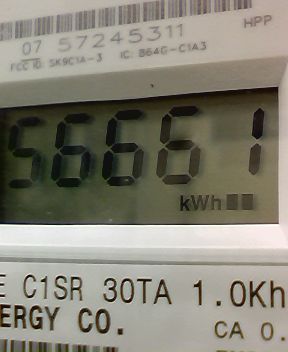 07 57245311
HPP
FCC ID: SK9C1A-3 IC: 864G-C1A3
56661
kWh
E C1SR 30TA 1.0Kh
ERGY CO.
CA 0.